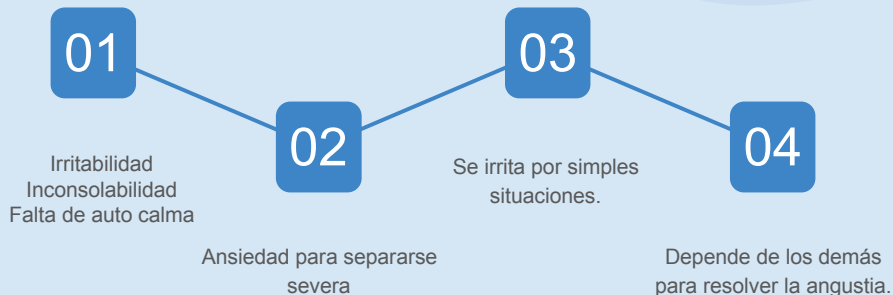 01
Irritabilidad
Inconsolabilidad
Falta de auto calma
02
Ansiedad para separarse
severa
03
Se irrita por simples
situaciones.
04
Depende de los demás
para resolver la angustia.